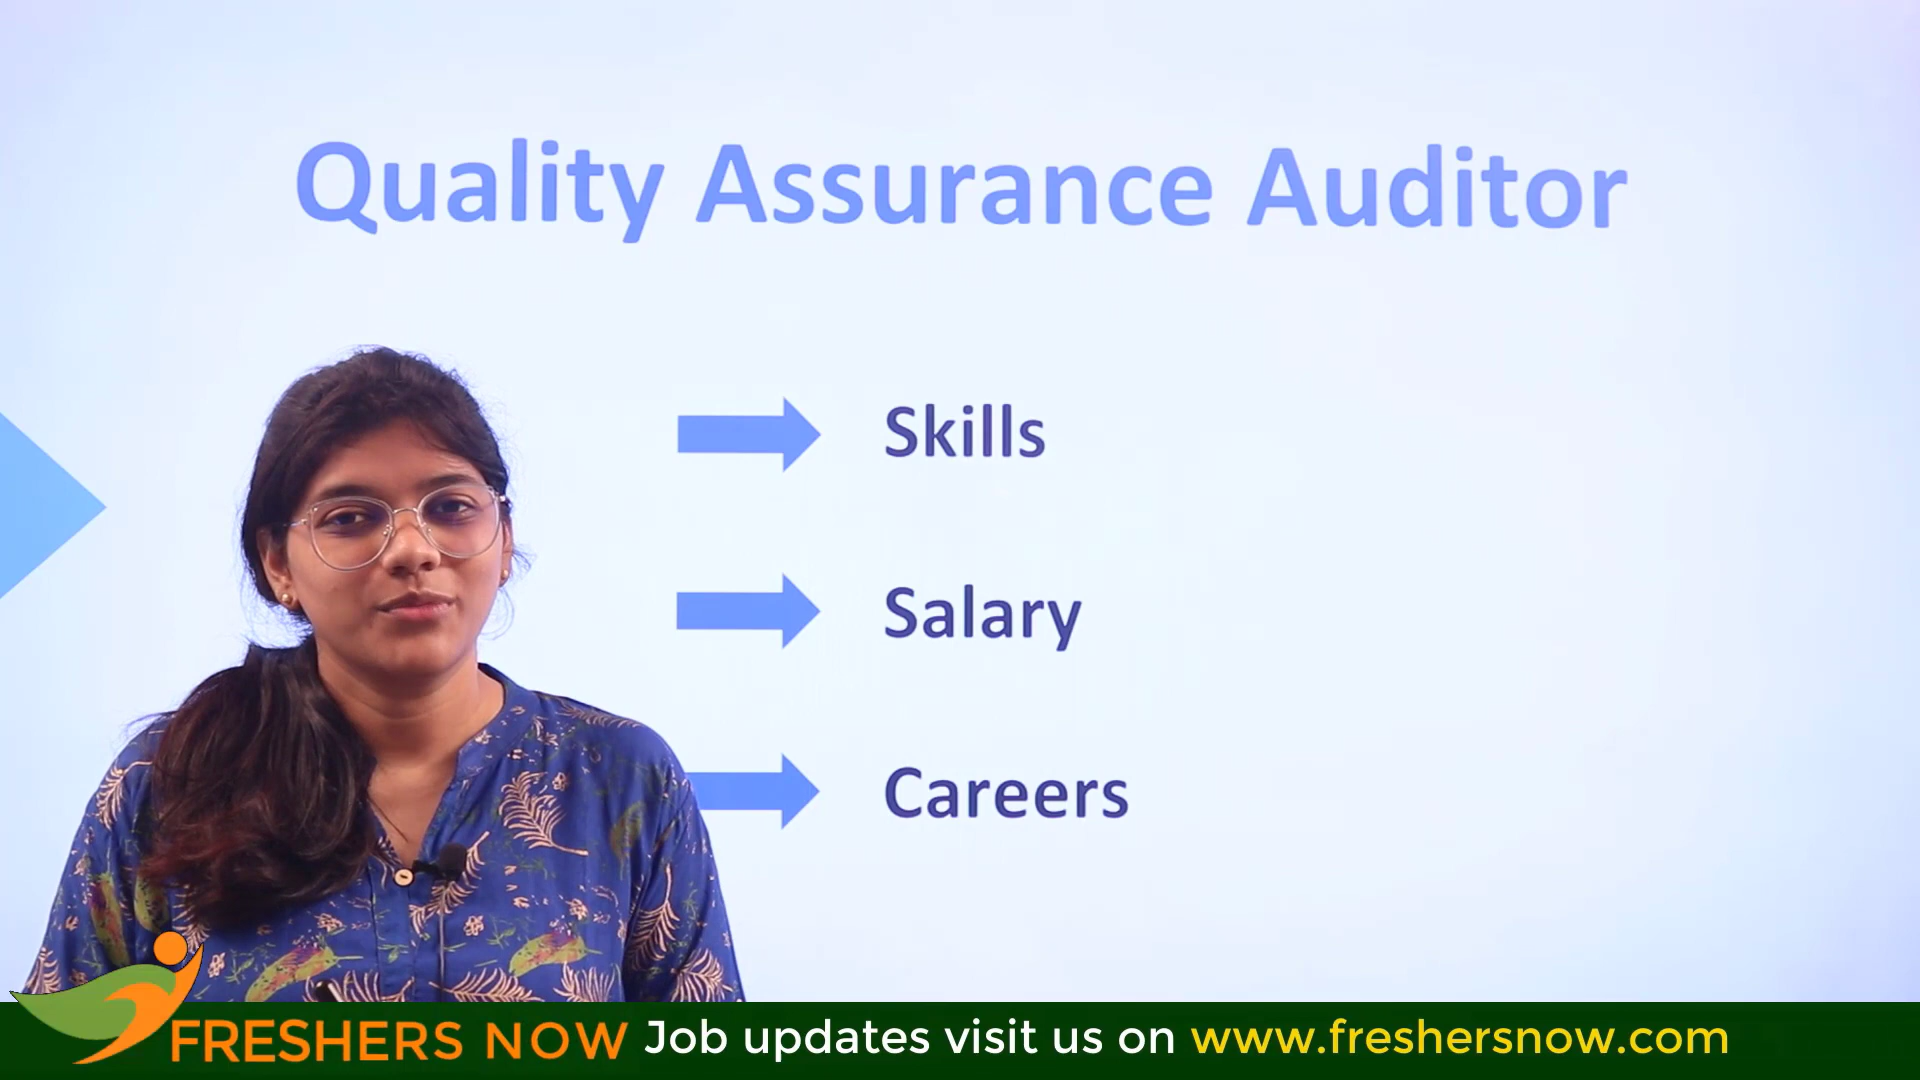 Quality Assurance Auditor
Skills
Salary
Careers
FRESHERS NOW Job updates visit us on www.freshersnow.com